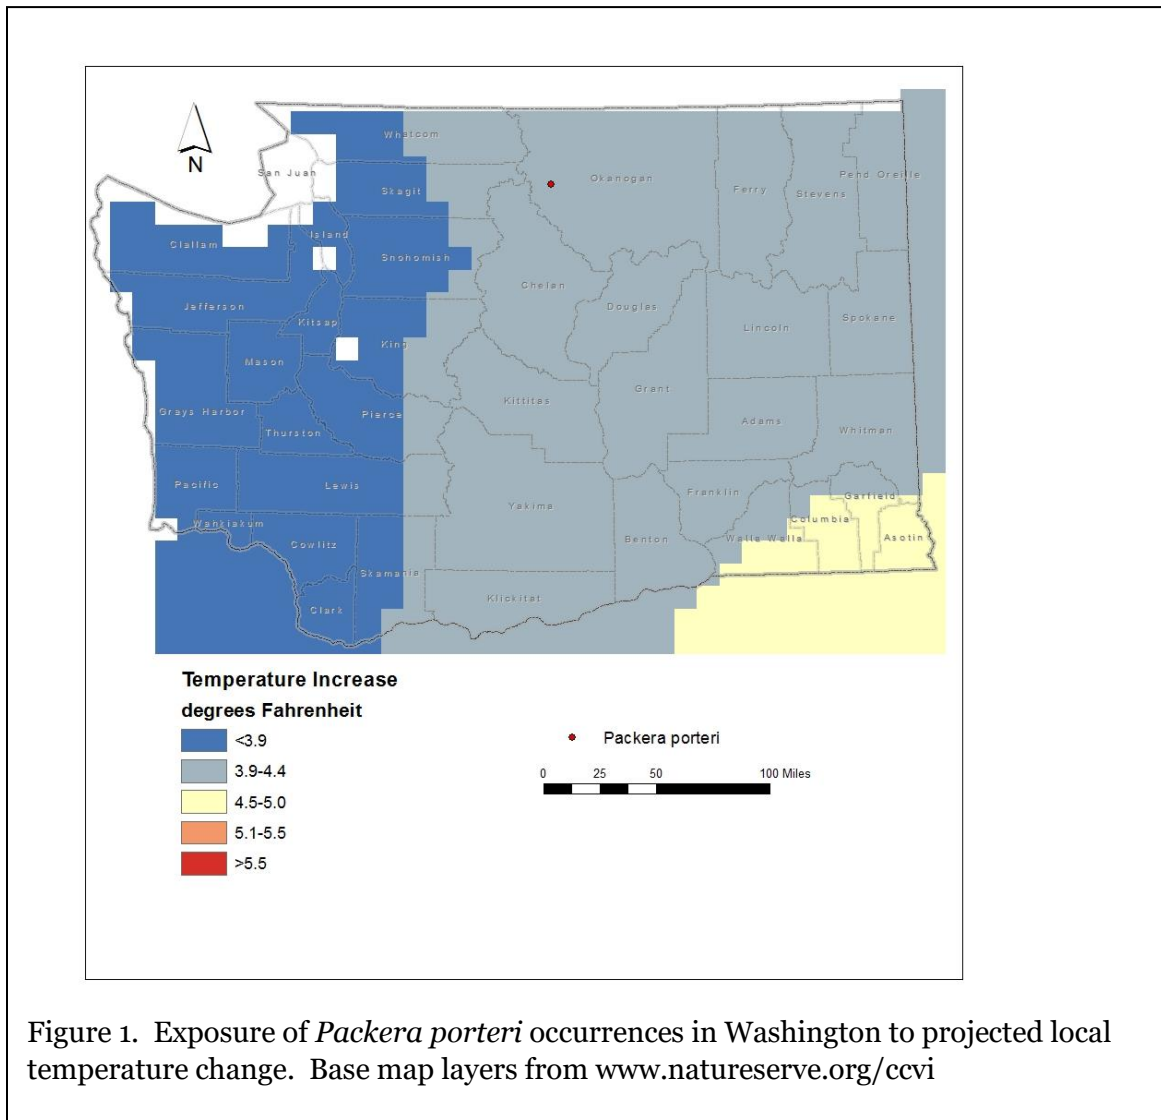 N
Whatcom
San Juan
Skagit
Okanogan
Ferry
Stevens
Pend Oreille
Clallam
Island
Snohomish
Chelan
Douglas
Jefferson
Kitsap
King
Lincoln
Spokane
Mason
Grant
Kittitas
Grays Harbor
Pierce
Adams
Whitman
Thurston
Pacific
Lewis
Yakima
Franklin
Garfield
Columbia
Wahkiakum
Cowlitz
Benton
Walla Walla
Asotin
Skamania
Klickitat
Clark
Temperature Increase
degrees Fahrenheit
<3.9
3.9-4.4
4.5-5.0
5.1-5.5
>5.5
Packera porteri
0 25 50 100 Miles
Figure 1. Exposure of Packera porteri occurrences in Washington to projected local
temperature change. Base map layers from www.natureserve.org/ccvi